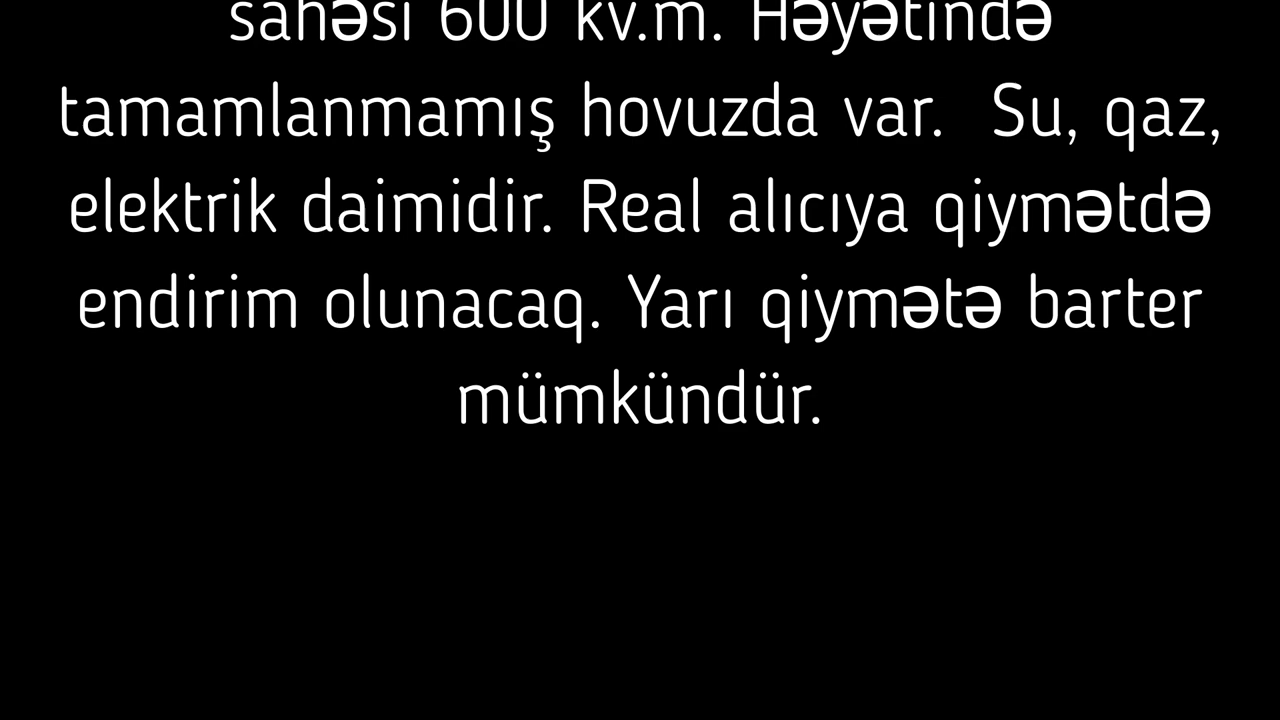 sahəsi 600 kv.m. Həyətində
tamamlanmamış hovuzda var.  Su, qaz,
elektrik daimidir. Real alıcıya qiymətdə
endirim olunacaq. Yarı qiymətə barter
mümkündür.